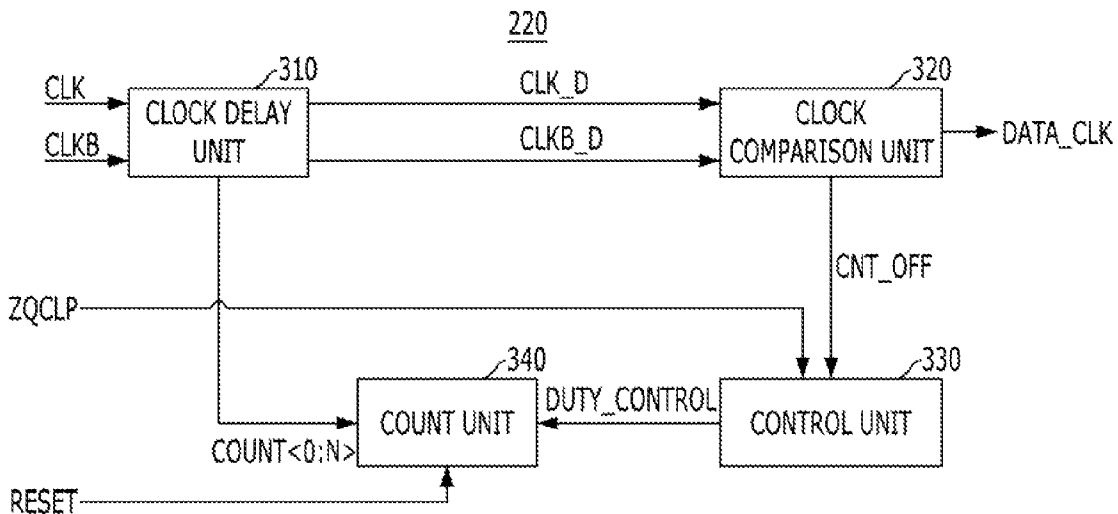 220
310
320
CLK
CLKB
CLOCK DELAY
UNIT
CLK_D
CLKB_D
CLOCK
COMPARISON UNIT
DATA_CLK
CNT_OFF
ZQCLP
340
330
COUNT UNIT
DUTY_CONTROL
CONTROL UNIT
COUNT<0:N>
RESET